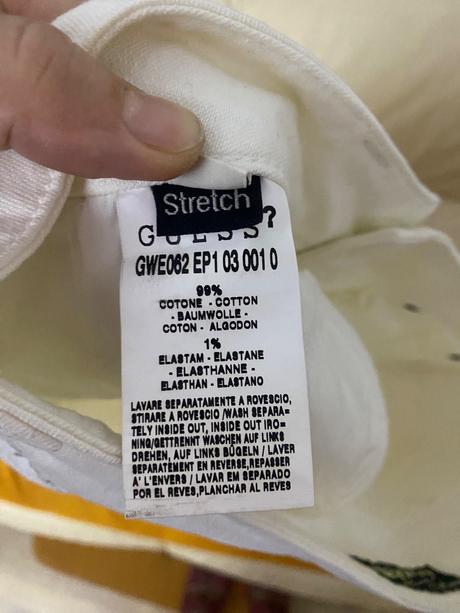 Stretch
GUESS?
GWE062 EP1 03 001 0
99%
COTONE - COTTON
- BAUMWOLLE -
COTON - ALGODON
1%
ELASTAM - ELASTANE
- ELASTHANNE -
ELASTHAN - ELASTANO
LAVARE SEPARATAMENTE A ROVESCIO,
STIRARE A ROVESCIO /WASH SEPARA=
TELY INSIDE OUT, INSIDE OUT IRO=
NING/GETTRENNT WASCHEN AUF LINKS
DREHEN, AUF LINKS BÜGELN / LAVER
SEPARATEMENT EN REVERSE,REPASSER
A' L'ENVERS / LAVAR EM SEPARADO
POR EL REVES,PLANCHAR AL REVES